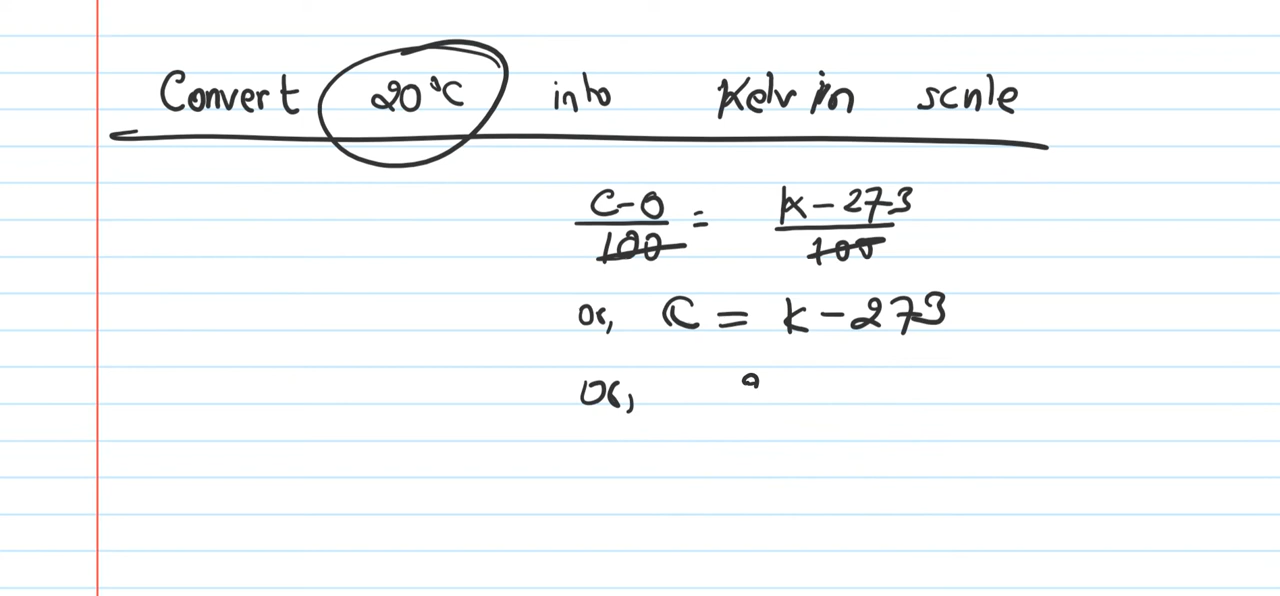 Convert 20°C into Kelvin scale
C-0/100 = k-273/100
or, C = k-273
or,